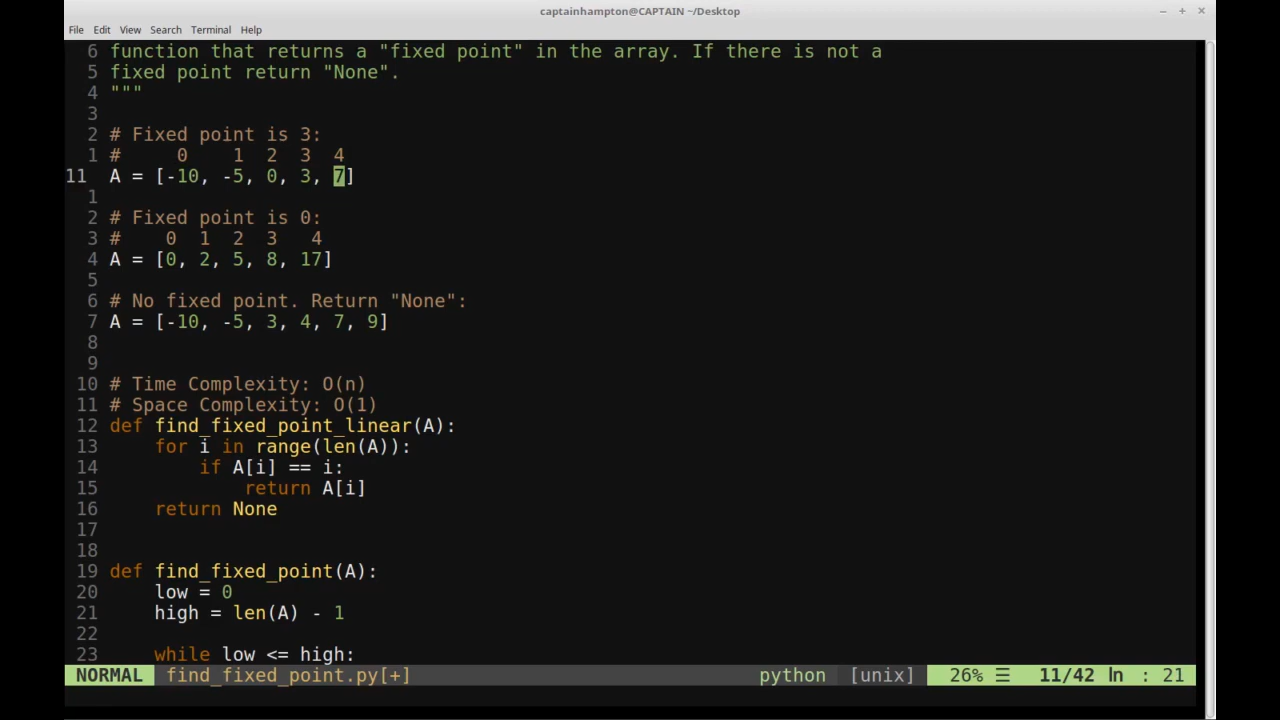 captainhampton@CAPTAIN ~/Desktop
File Edit View Search Terminal Help
6 function that returns a "fixed point" in the array. If there is not a
5 fixed point return "None".
4 """
3
2 # Fixed point is 3:
1 #     0    1  2  3  4
11 A = [-10, -5, 0, 3, 7]
1
2 # Fixed point is 0:
3 #    0  1  2  3   4
4 A = [0, 2, 5, 8, 17]
5
6 # No fixed point. Return "None":
7 A = [-10, -5, 3, 4, 7, 9]
8
9
10 # Time Complexity: O(n)
11 # Space Complexity: O(1)
12 def find_fixed_point_linear(A):
13     for i in range(len(A)):
14         if A[i] == i:
15             return A[i]
16     return None
17
18
19 def find_fixed_point(A):
20     low = 0
21     high = len(A) - 1
22
23     while low <= high:
NORMAL find_fixed_point.py[+] python [unix] 26% ☰ 11/42 ln : 21